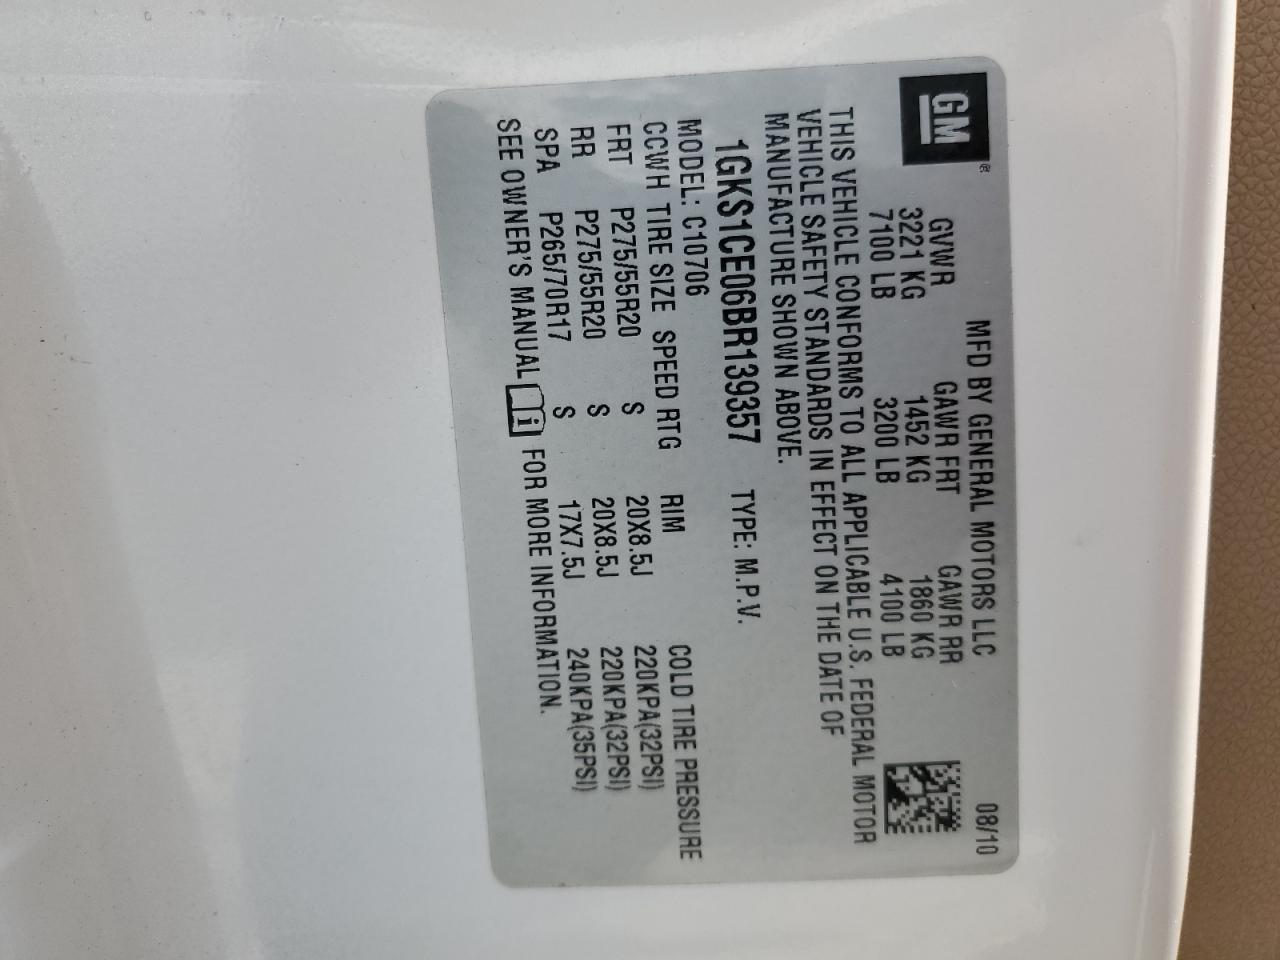 GM ®
MFD BY GENERAL MOTORS LLC 08/10
GVWR GAWR FRT GAWR RR
3221 KG 1452 KG 1860 KG
7100 LB 3200 LB 4100 LB
THIS VEHICLE CONFORMS TO ALL APPLICABLE U.S. FEDERAL MOTOR
VEHICLE SAFETY STANDARDS IN EFFECT ON THE DATE OF
MANUFACTURE SHOWN ABOVE.
1GKS1CE06BR139357 TYPE: M.P.V.
MODEL: C10706
CCWH TIRE SIZE SPEED RTG RIM COLD TIRE PRESSURE
FRT P275/55R20 S 20X8.5J 220KPA(32PSI)
RR P275/55R20 S 20X8.5J 220KPA(32PSI)
SPA P265/70R17 S 17X7.5J 240KPA(35PSI)
SEE OWNER'S MANUAL i FOR MORE INFORMATION.